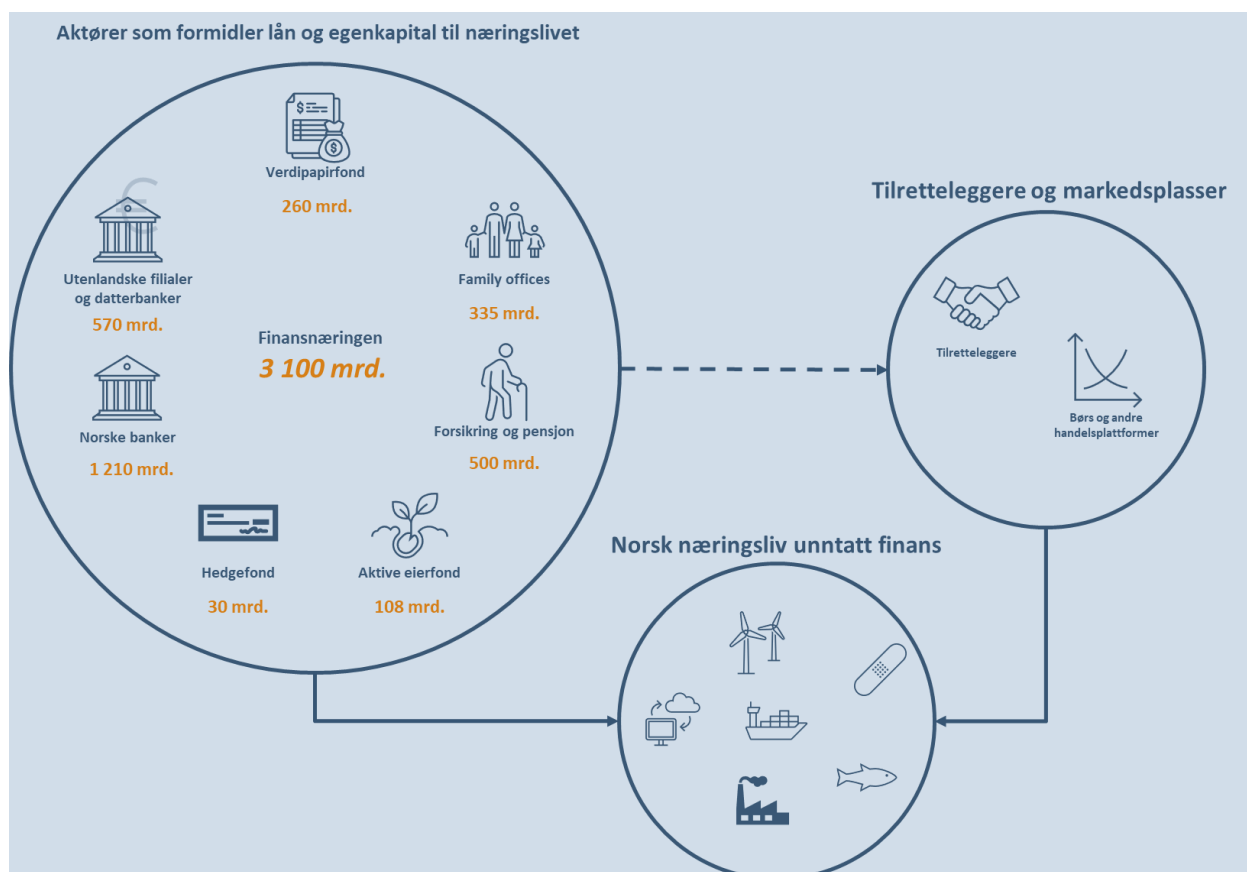 Aktører som formidler lån og egenkapital til næringslivet
Verdipapirfond
260 mrd.
Utenlandske filialer
og datterbanker
570 mrd.
Family offices
335 mrd.
Finansnæringen
3 100 mrd.
Norske banker
1 210 mrd.
Forsikring og pensjon
500 mrd.
Hedgefond
30 mrd.
Aktive eierfond
108 mrd.
Tilretteleggere og markedsplasser
Tilretteleggere
Børs og andre
handelsplattformer
Norsk næringsliv unntatt finans